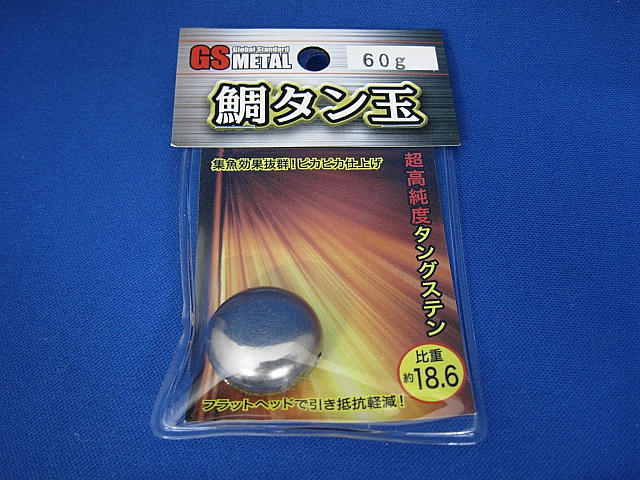 GS Global Standard METAL
60g
鯛タン玉
集魚効果抜群!ピカピカ仕上げ
超高純度タングステン
比重
約18.6
フラットヘッドで引き抵抗軽減!